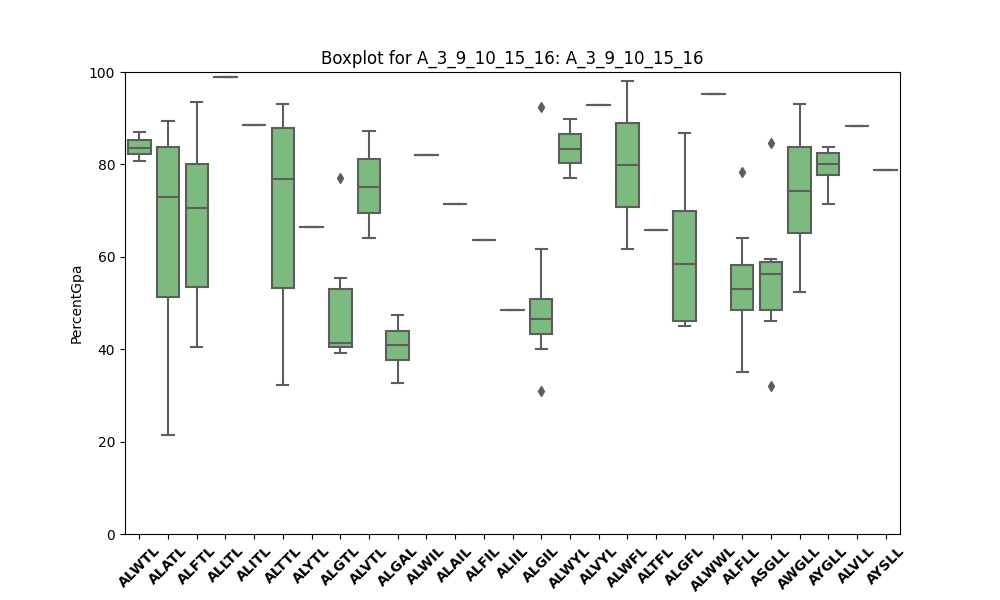 Boxplot for A_3_9_10_15_16: A_3_9_10_15_16
100
80
60
40
20
0
PercentGpa
ALWTL ALATL ALFTL ALLTL ALITL ALTTL ALYTL ALGTL ALVTL ALGAL ALWIL ALAIL ALFIL ALIIL ALGIL ALWYL ALVYL ALWFL ALTFL ALGFL ALWWL ALFLL ASGLL AWGLL AYGLL ALVLL AYSLL